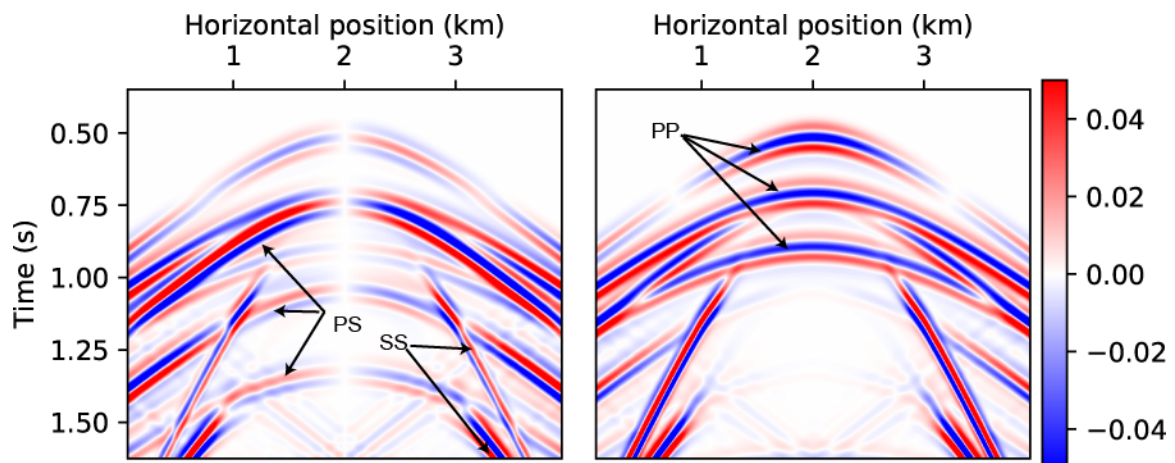 Horizontal position (km)
1 2 3
Horizontal position (km)
1 2 3
Time (s)
0.50
0.75
1.00
1.25
1.50
PS
SS
PP
0.04
0.02
0.00
−0.02
−0.04